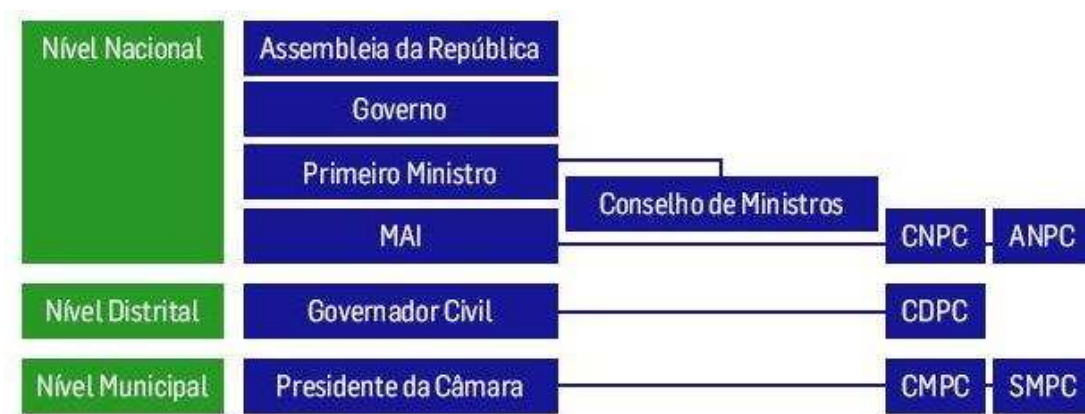 Nível Nacional
Assembleia da República
Governo
Primeiro Ministro
Conselho de Ministros
MAI
CNPC
ANPC
Nível Distrital
Governador Civil
CDPC
Nível Municipal
Presidente da Câmara
CMPC
SMPC